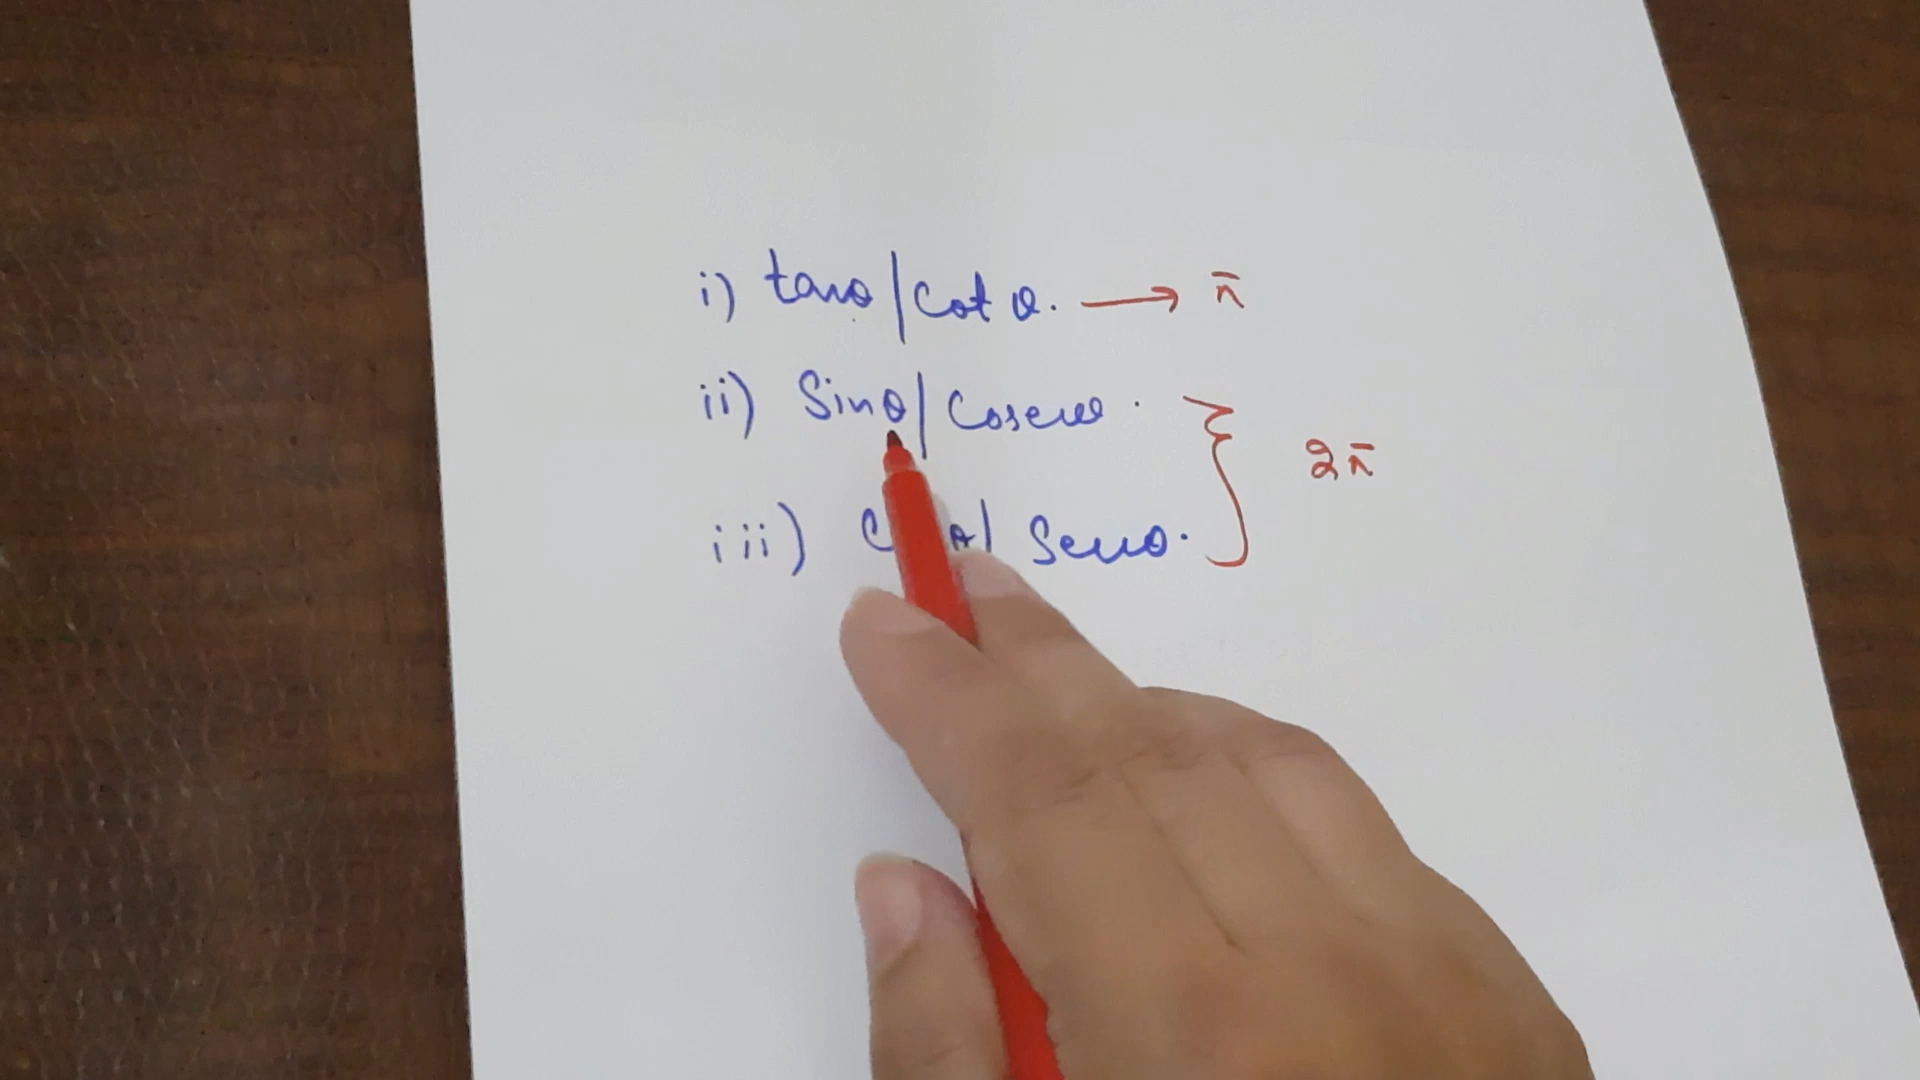 i) tanθ/cot θ. ⟶ π
ii) Sinθ/Cosecθ.
2π
iii) Secθ.